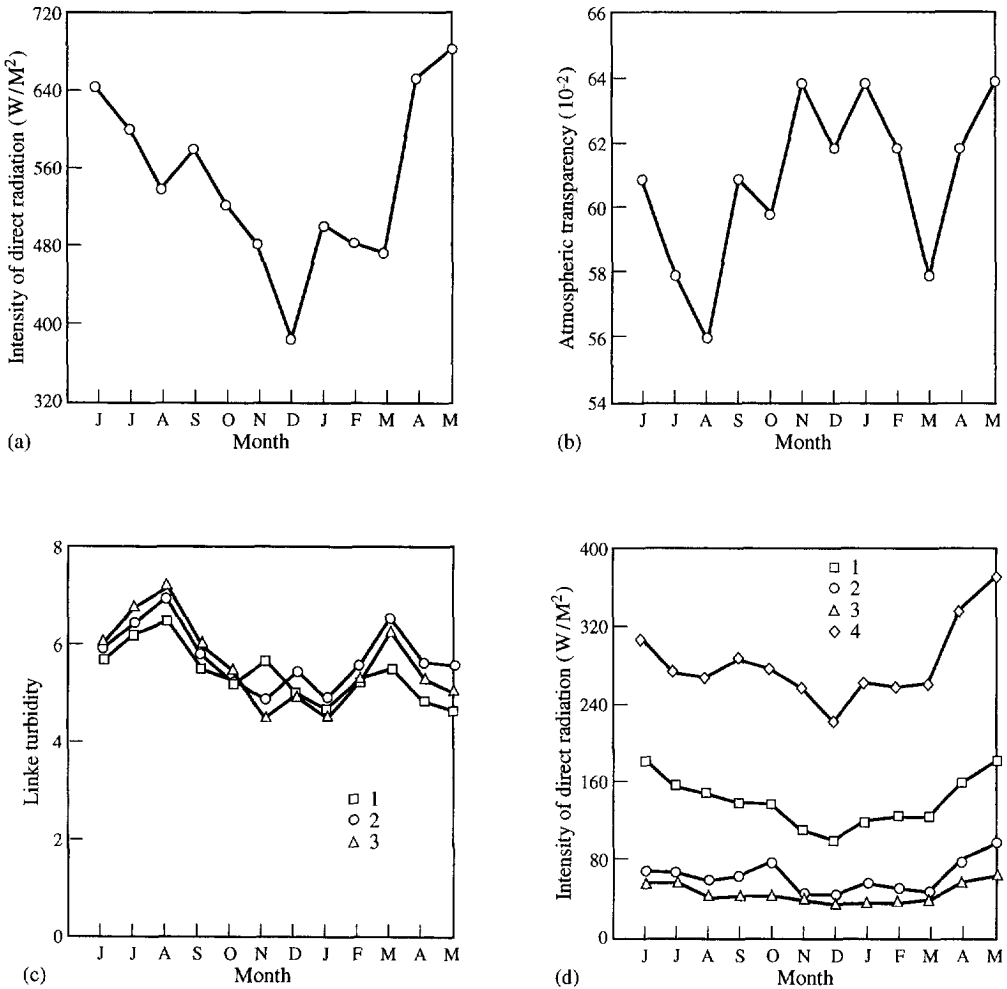 720
640
560
480
400
320
Intensity of direct radiation (W/M²)
J J A S O N D J F M A M
Month
(a)
66
64
62
60
58
56
54
Atmospheric transparency (10⁻²)
J J A S O N D J F M A M
Month
(b)
8
6
4
2
0
Linke turbidity
1
2
3
J J A S O N D J F M A M
Month
(c)
400
320
240
160
80
0
Intensity of direct radiation (W/M²)
1
2
3
4
J J A S O N D J F M A M
Month
(d)